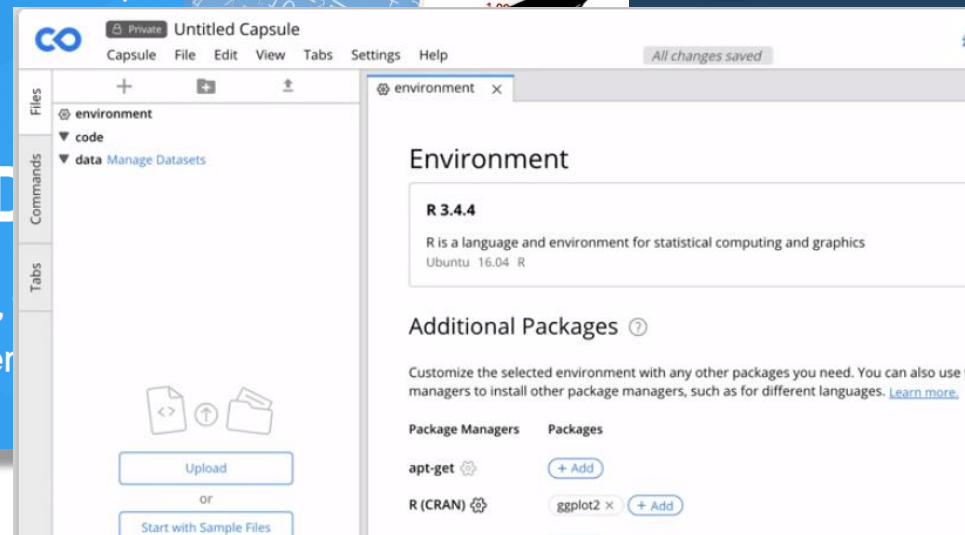 Private Untitled Capsule
Capsule File Edit View Tabs Settings Help All changes saved
Files
Commands
Tabs
environment
code
data Manage Datasets
Upload
or
Start with Sample Files
environment ×
Environment
R 3.4.4
R is a language and environment for statistical computing and graphics
Ubuntu 16.04 R
Additional Packages ?
Customize the selected environment with any other packages you need. You can also use
managers to install other package managers, such as for different languages. Learn more.
Package Managers Packages
apt-get + Add
R (CRAN) ggplot2 × + Add